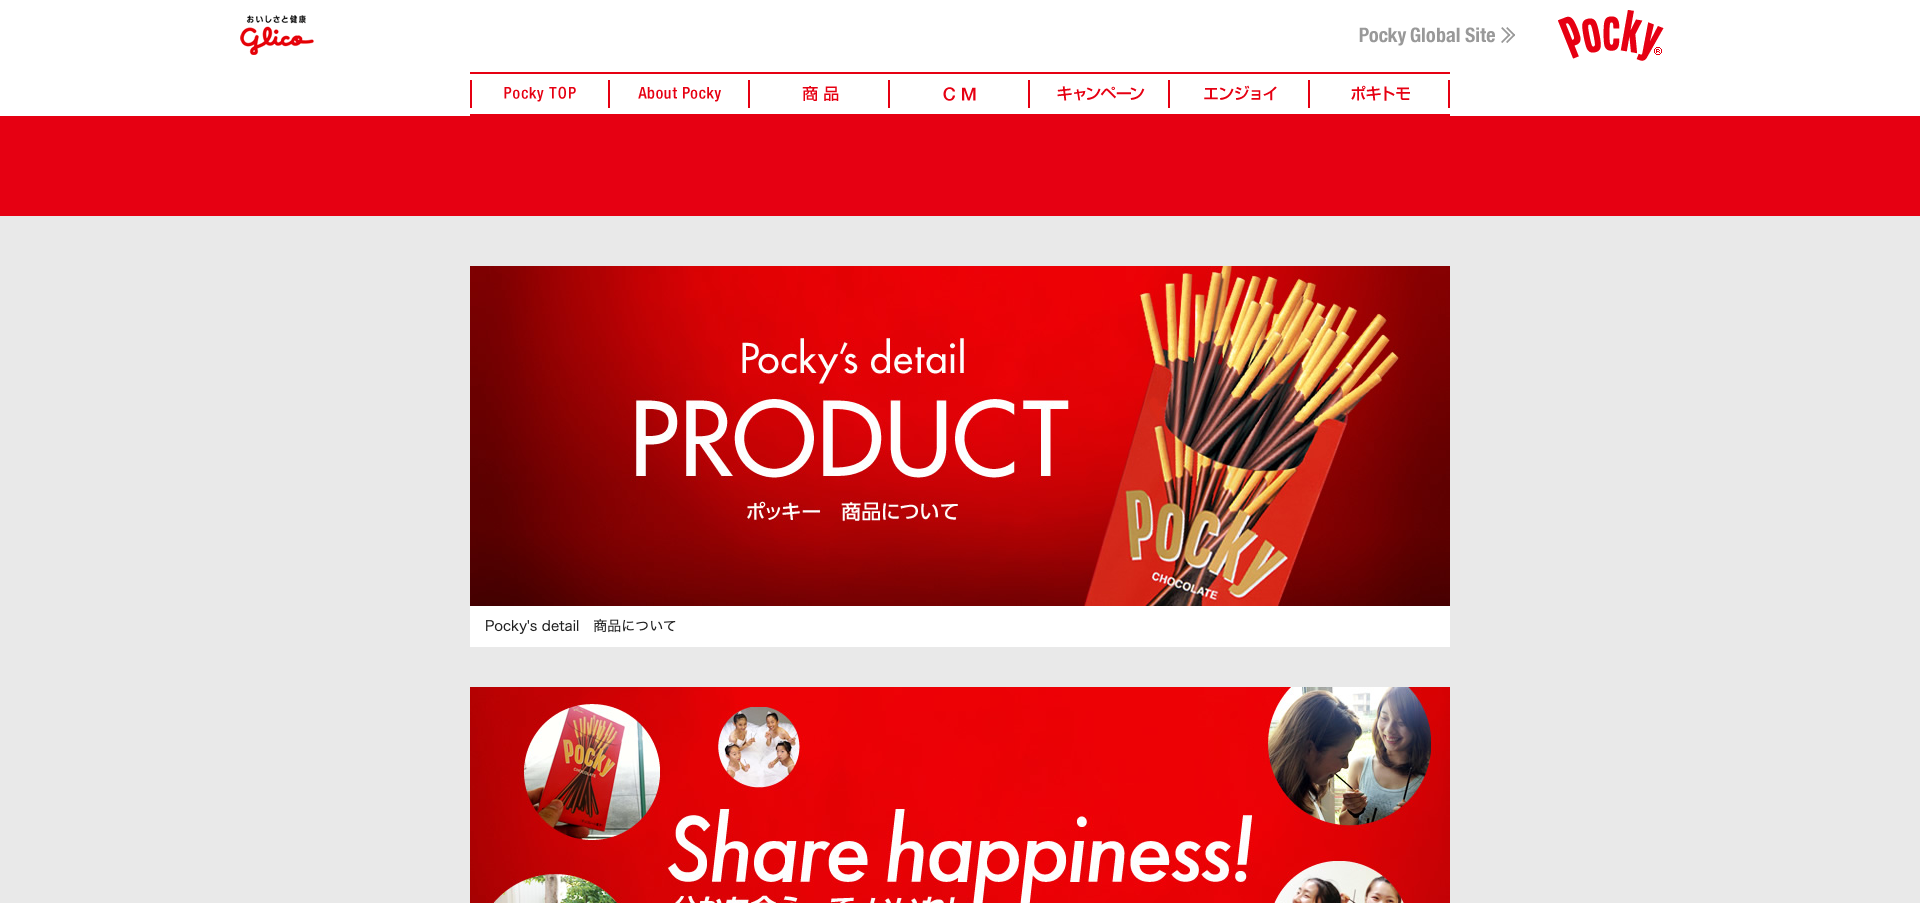 おいしさと健康
Glico
Pocky Global Site
Pocky®
Pocky TOP
About Pocky
商品
CM
キャンペーン
エンジョイ
ポキトモ
Pocky's detail
PRODUCT
ポッキー　商品について
Pocky
CHOCOLATE
Pocky's detail　商品について
Pocky
CHOCOLATE
Share happiness!